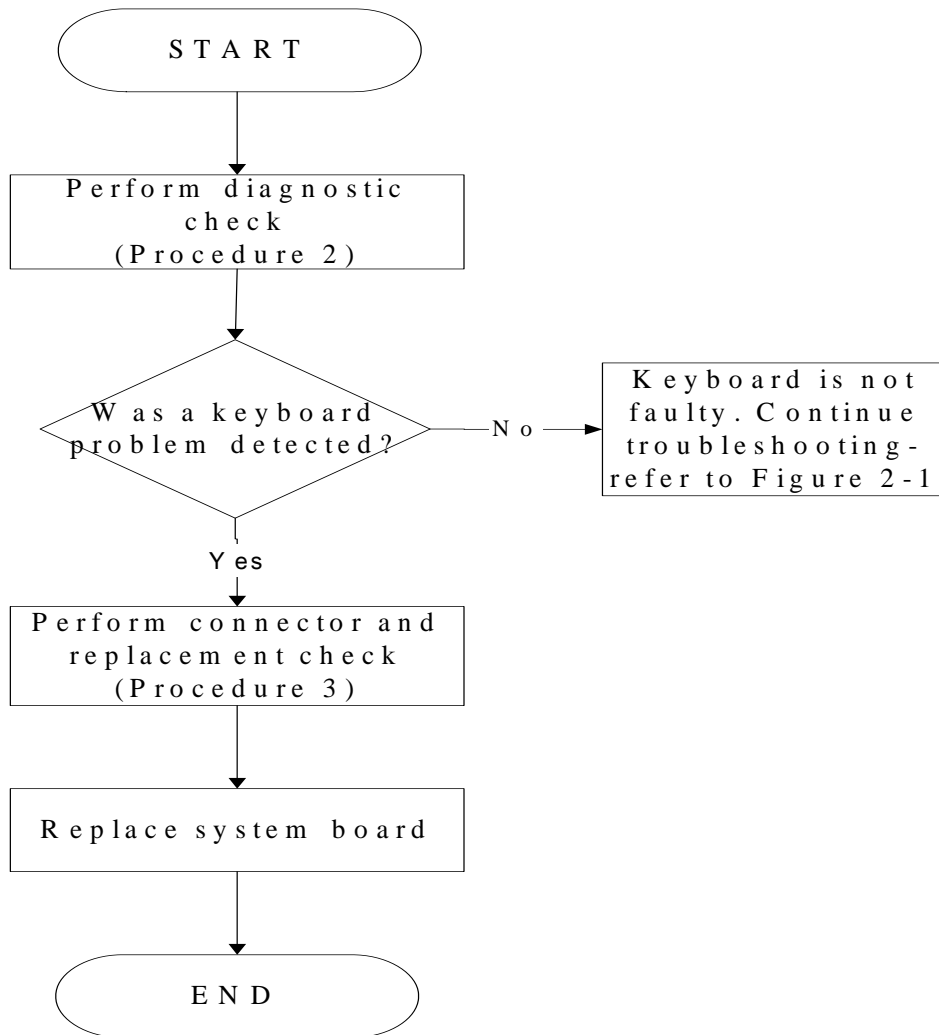 START
Perform diagnostic
check
(Procedure 2)
Was a keyboard
problem detected?
No
Keyboard is not
faulty. Continue
troubleshooting-
refer to Figure 2-1
Yes
Perform connector and
replacement check
(Procedure 3)
Replace system board
END